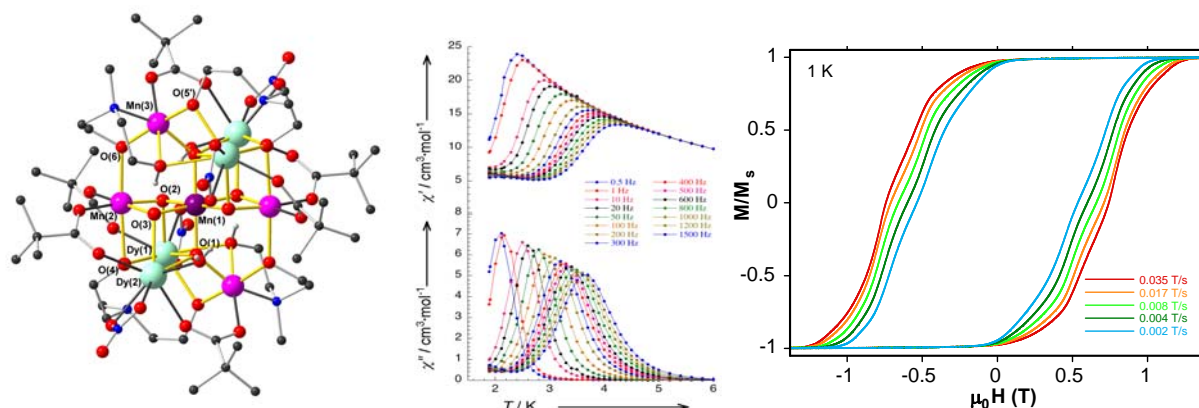 Mn(3)
O(5')
O(6)
O(2)
Mn(2)
O(3)
Mn(1)
Dy(1)
O(1)
O(4)
Dy(2)
χ' / cm³·mol⁻¹
25
20
15
10
5
0.5 Hz
1 Hz
10 Hz
20 Hz
50 Hz
100 Hz
200 Hz
300 Hz
400 Hz
500 Hz
600 Hz
800 Hz
1000 Hz
1200 Hz
1500 Hz
χ'' / cm³·mol⁻¹
8
7
6
5
4
3
2
1
0
2
3
4
5
6
T / K
1 K
M/Ms
1
0.5
0
-0.5
-1
0.035 T/s
0.017 T/s
0.008 T/s
0.004 T/s
0.002 T/s
-1
-0.5
0
0.5
1
μ₀H (T)